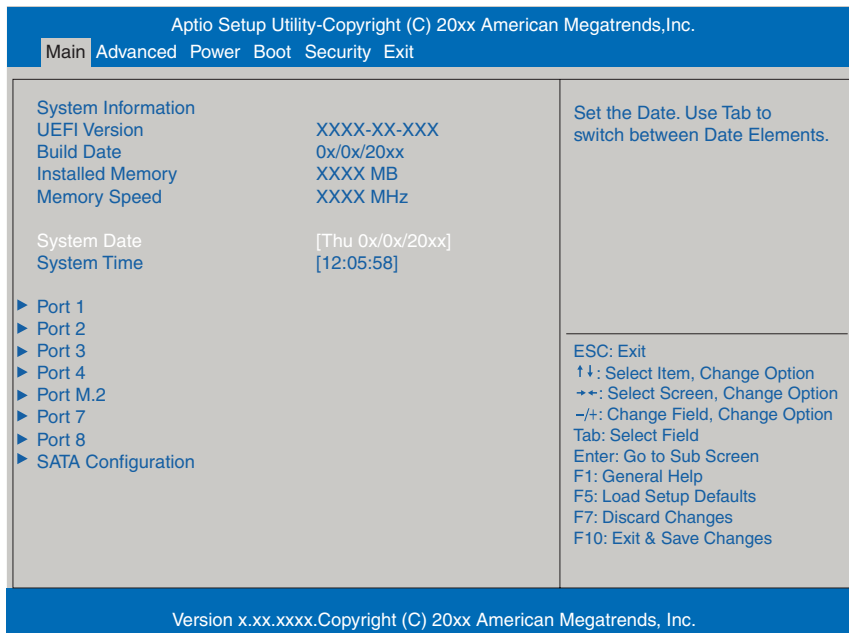 Aptio Setup Utility-Copyright (C) 20xx American Megatrends,Inc.
Main Advanced Power Boot Security Exit
System Information
UEFI Version XXXX-XX-XXX
Build Date 0x/0x/20xx
Installed Memory XXXX MB
Memory Speed XXXX MHz
System Date [Thu 0x/0x/20xx]
System Time [12:05:58]
Port 1
Port 2
Port 3
Port 4
Port M.2
Port 7
Port 8
SATA Configuration
Set the Date. Use Tab to
switch between Date Elements.
ESC: Exit
↑↓: Select Item, Change Option
→←: Select Screen, Change Option
–/+: Change Field, Change Option
Tab: Select Field
Enter: Go to Sub Screen
F1: General Help
F5: Load Setup Defaults
F7: Discard Changes
F10: Exit & Save Changes
Version x.xx.xxxx.Copyright (C) 20xx American Megatrends, Inc.